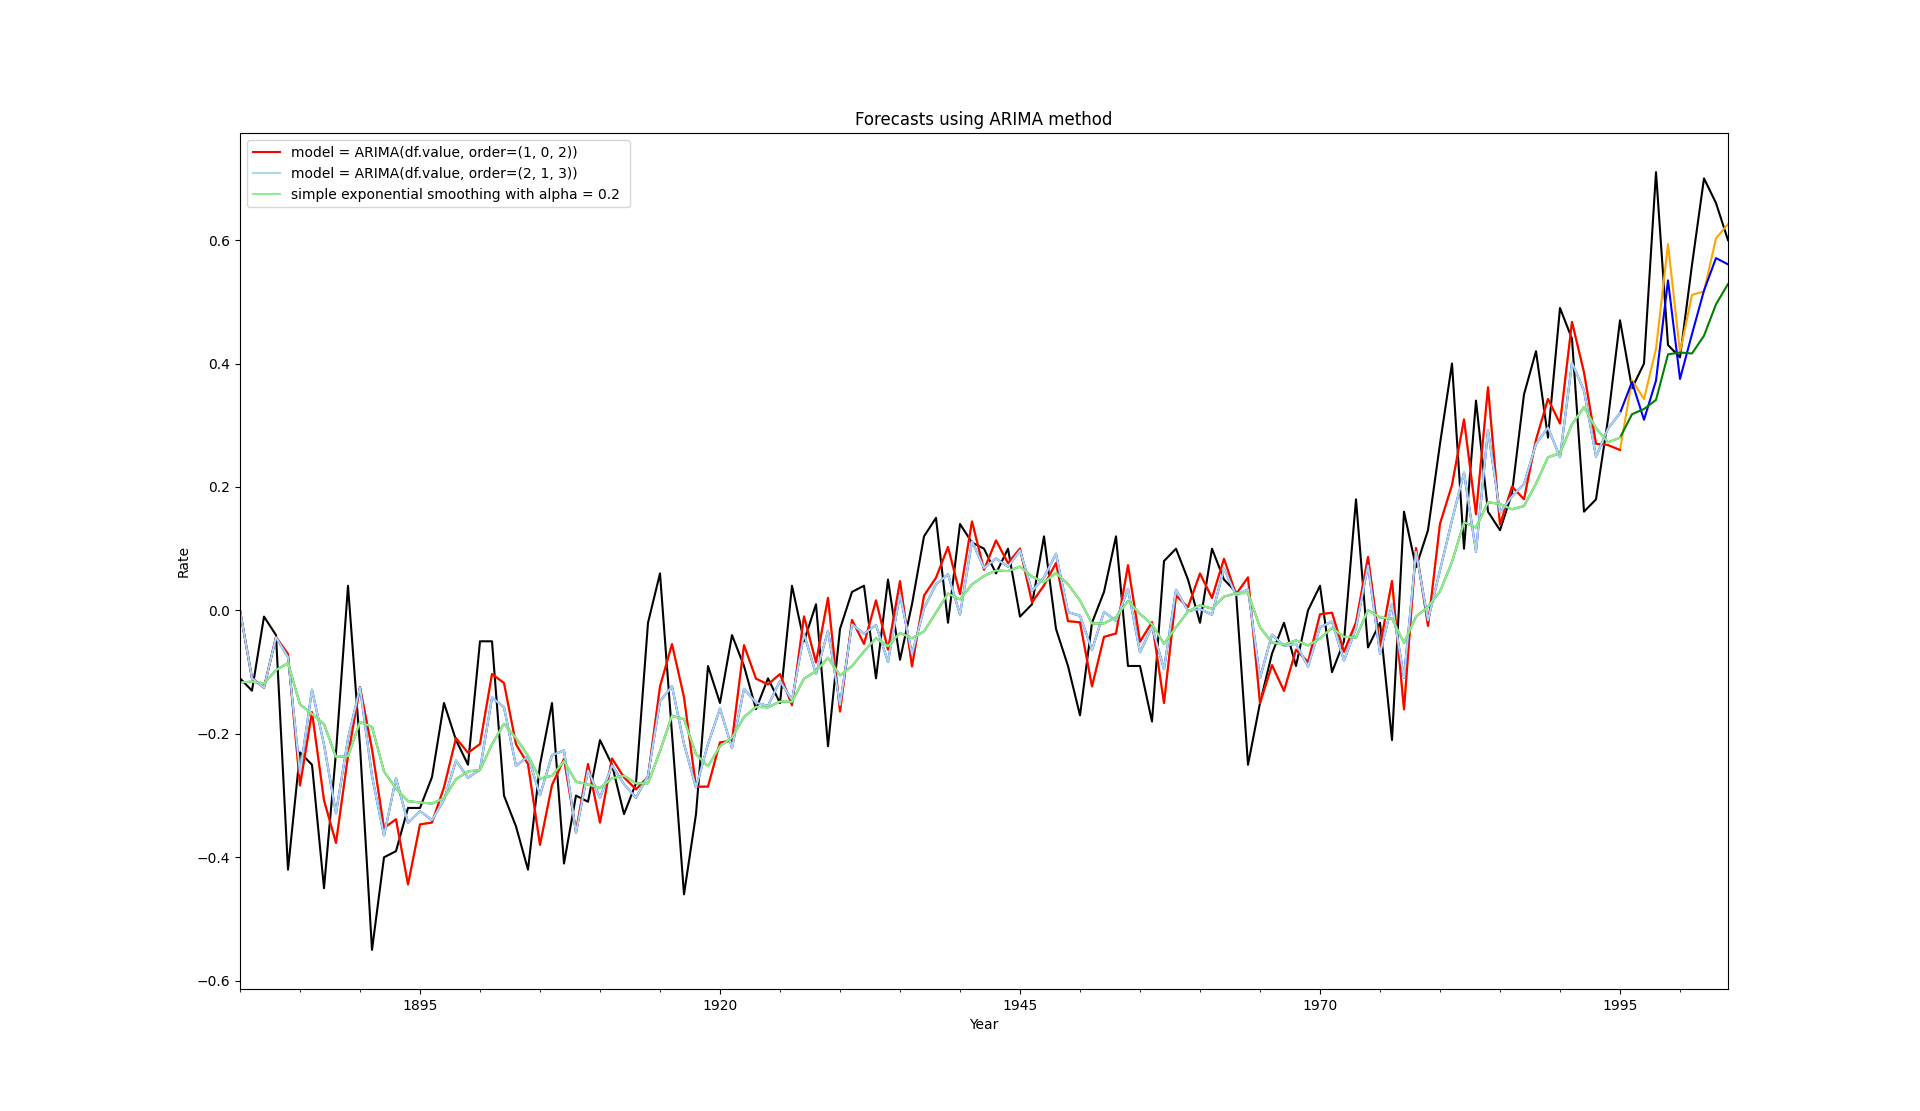 Forecasts using ARIMA method
model = ARIMA(df.value, order=(1, 0, 2))
model = ARIMA(df.value, order=(2, 1, 3))
simple exponential smoothing with alpha = 0.2
0.6
0.4
0.2
0.0
−0.2
−0.4
−0.6
Rate
1895 1920 1945 1970 1995
Year